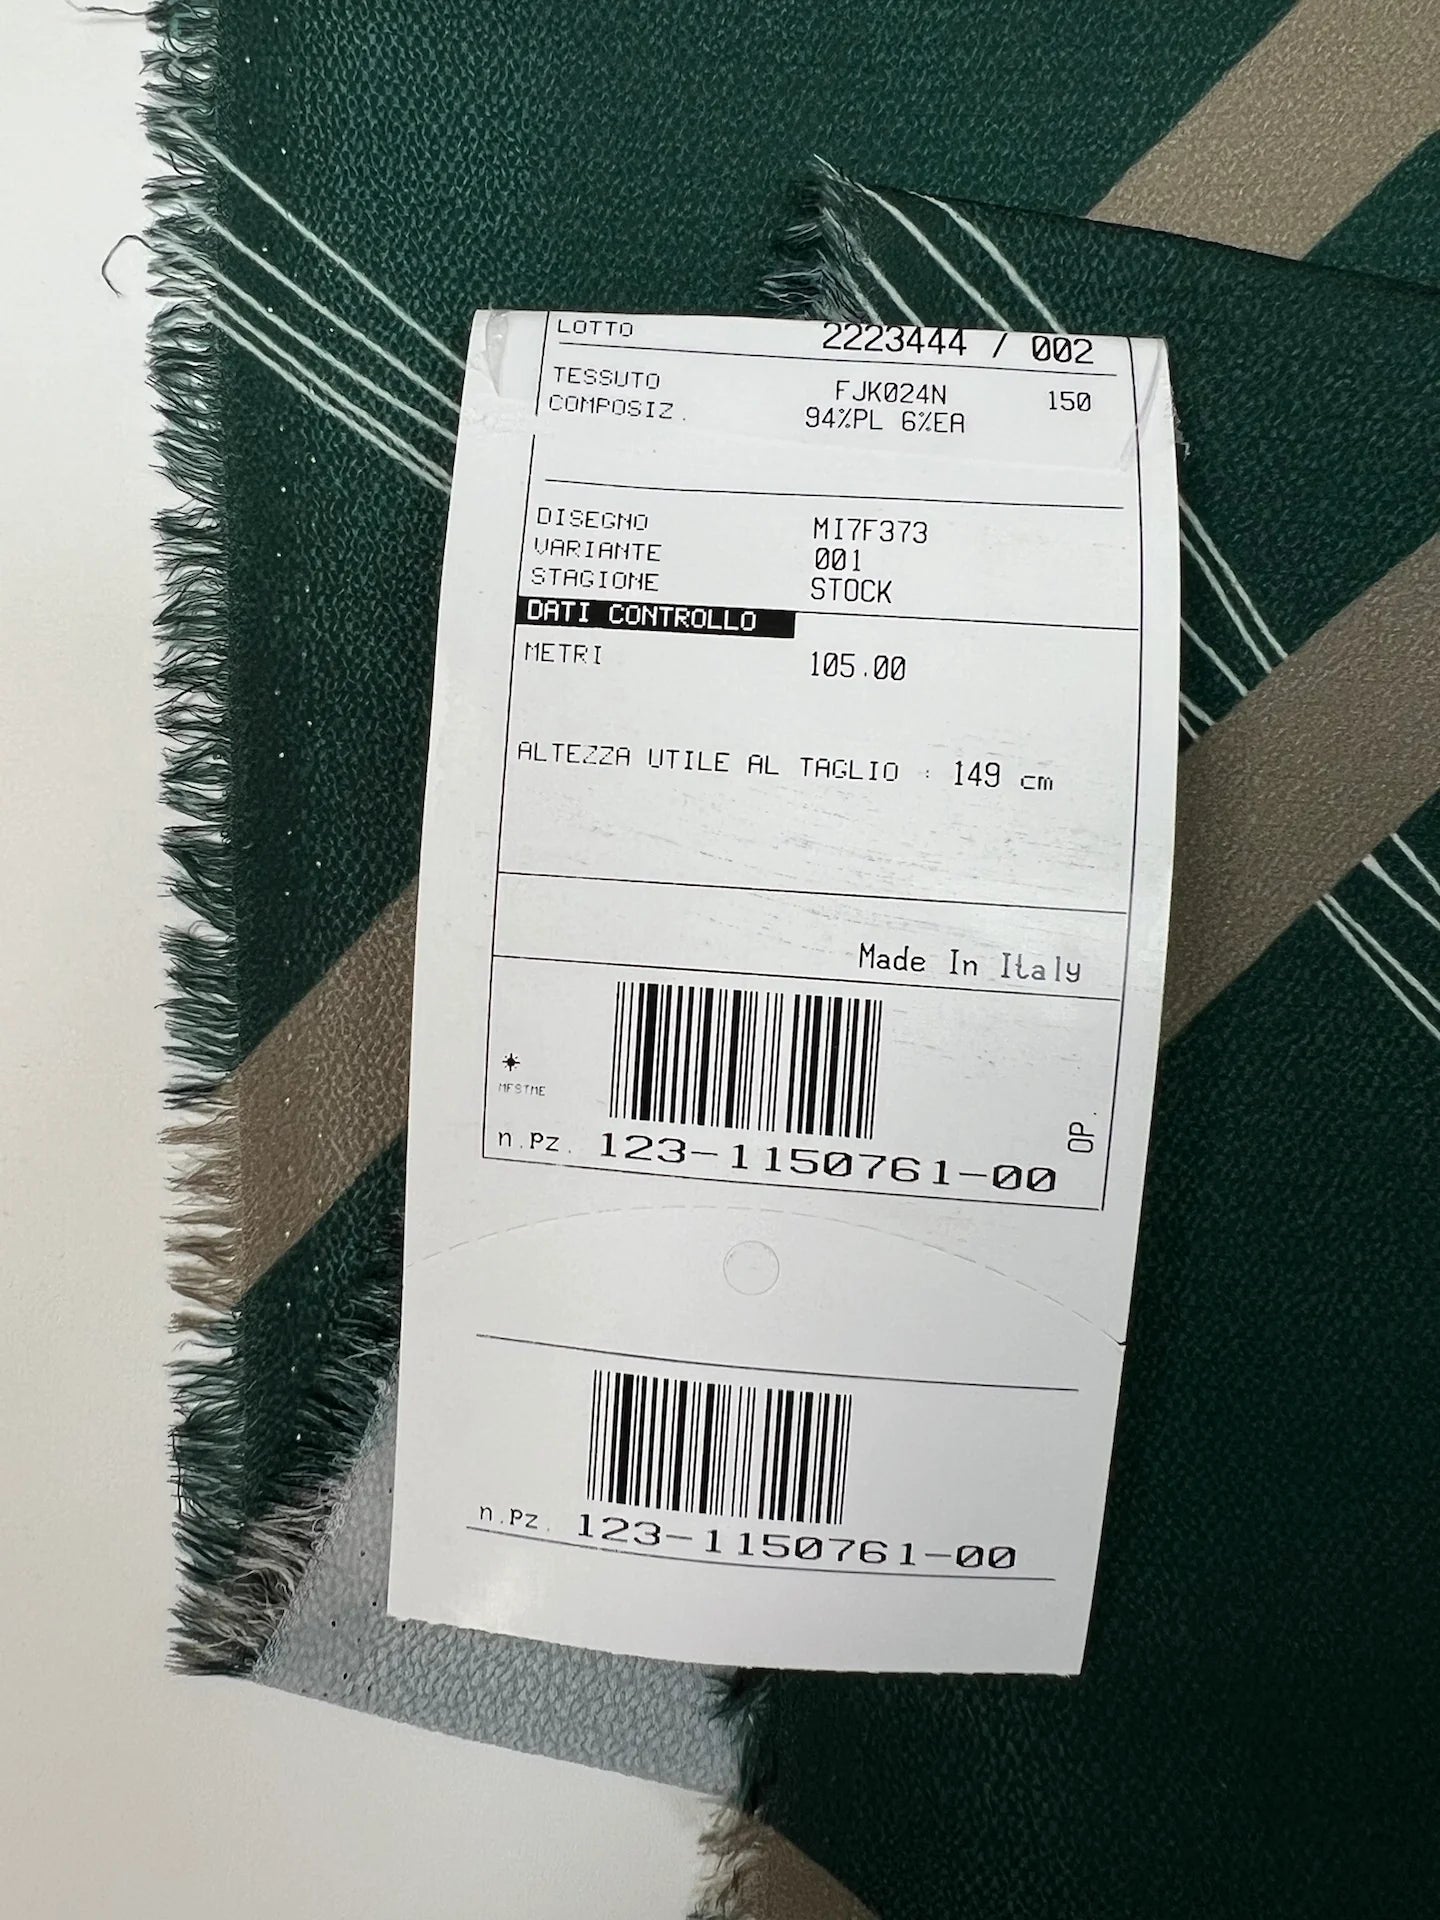 LOTTO 2223444 / 002
TESSUTO FJK024N 150
COMPOSIZ. 94%PL 6%EA
DISEGNO MI7F373
VARIANTE 001
STAGIONE STOCK
DATI CONTROLLO
METRI 105.00
ALTEZZA UTILE AL TAGLIO : 149 cm
Made In Italy
OP
n.Pz. 123-1150761-00
n.Pz. 123-1150761-00